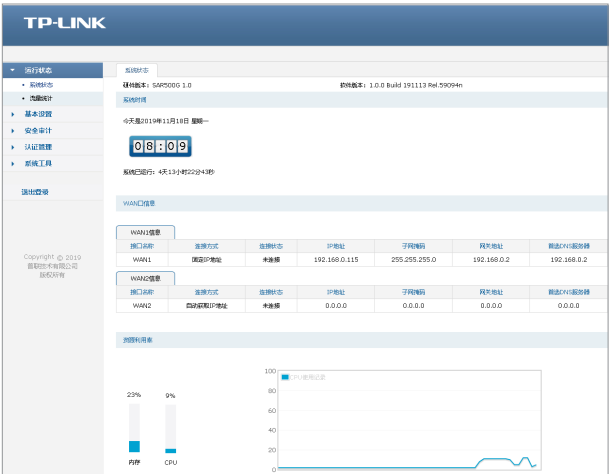 TP-LINK
运行状态
系统状态
流量统计
基本设置
安全审计
认证管理
系统工具
退出登录
Copyright © 2019
普联技术有限公司
版权所有
系统状态
硬件版本: SAR500G 1.0 软件版本: 1.0.0 Build 191113 Rel.59094n
系统时间
今天是2019年11月18日 星期一
08:09
系统已运行: 4天13小时22分43秒
WAN口信息
WAN1信息
接口名称 连接方式 连接状态 IP地址 子网掩码 网关地址 首选DNS服务器
WAN1 固定IP地址 未连接 192.168.0.115 255.255.255.0 192.168.0.2 192.168.0.2
WAN2信息
接口名称 连接方式 连接状态 IP地址 子网掩码 网关地址 首选DNS服务器
WAN2 自动获取IP地址 未连接 0.0.0.0 0.0.0.0 0.0.0.0 0.0.0.0
资源利用率
23% 9%
内存 CPU
CPU使用记录
100
80
60
40
20
0